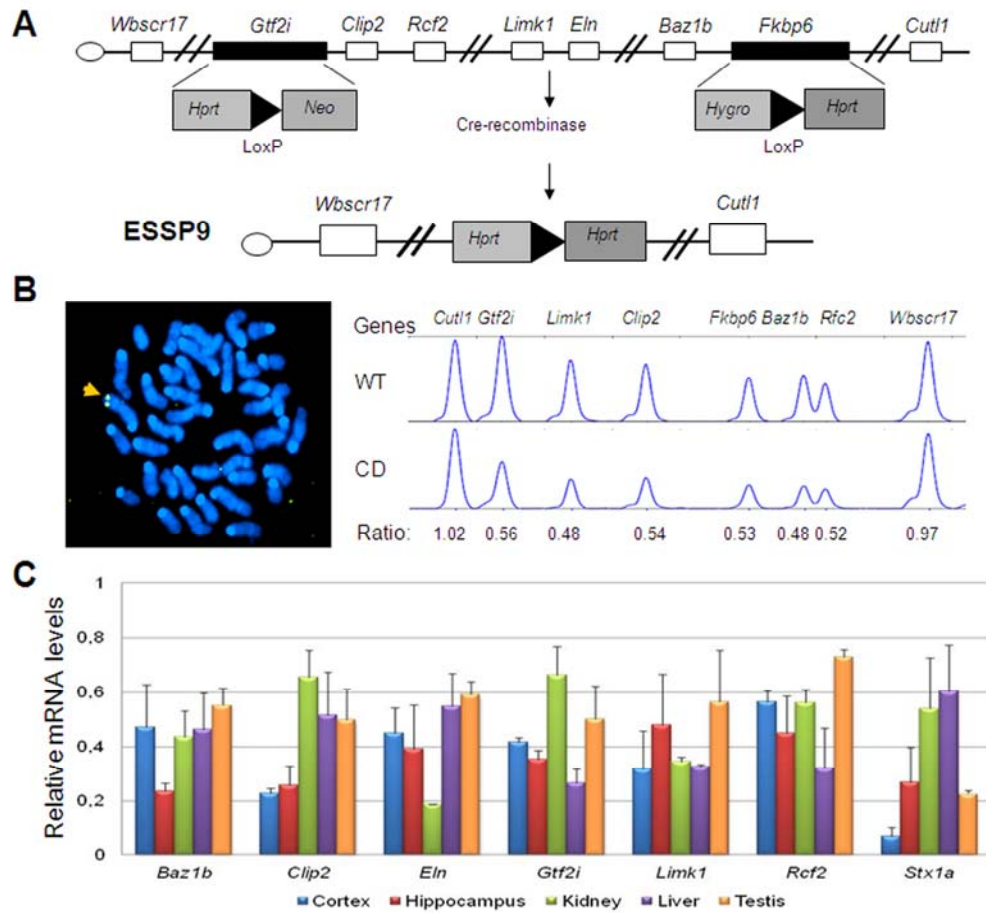 A
Wbscr17 Gtf2i Clip2 Rcf2 Limk1 Eln Baz1b Fkbp6 Cutl1
Hprt Neo Hygro Hprt
LoxP Cre-recombinase LoxP
Wbscr17 Cutl1
ESSP9
Hprt Hprt
B
Genes Cutl1 Gtf2i Limk1 Clip2 Fkbp6 Baz1b Rfc2 Wbscr17
WT
CD
Ratio: 1.02 0.56 0.48 0.54 0.53 0.48 0.52 0.97
C
Relative mRNA levels
1
0.8
0.6
0.4
0.2
0
Baz1b Clip2 Eln Gtf2i Limk1 Rcf2 Stx1a
Cortex Hippocampus Kidney Liver Testis